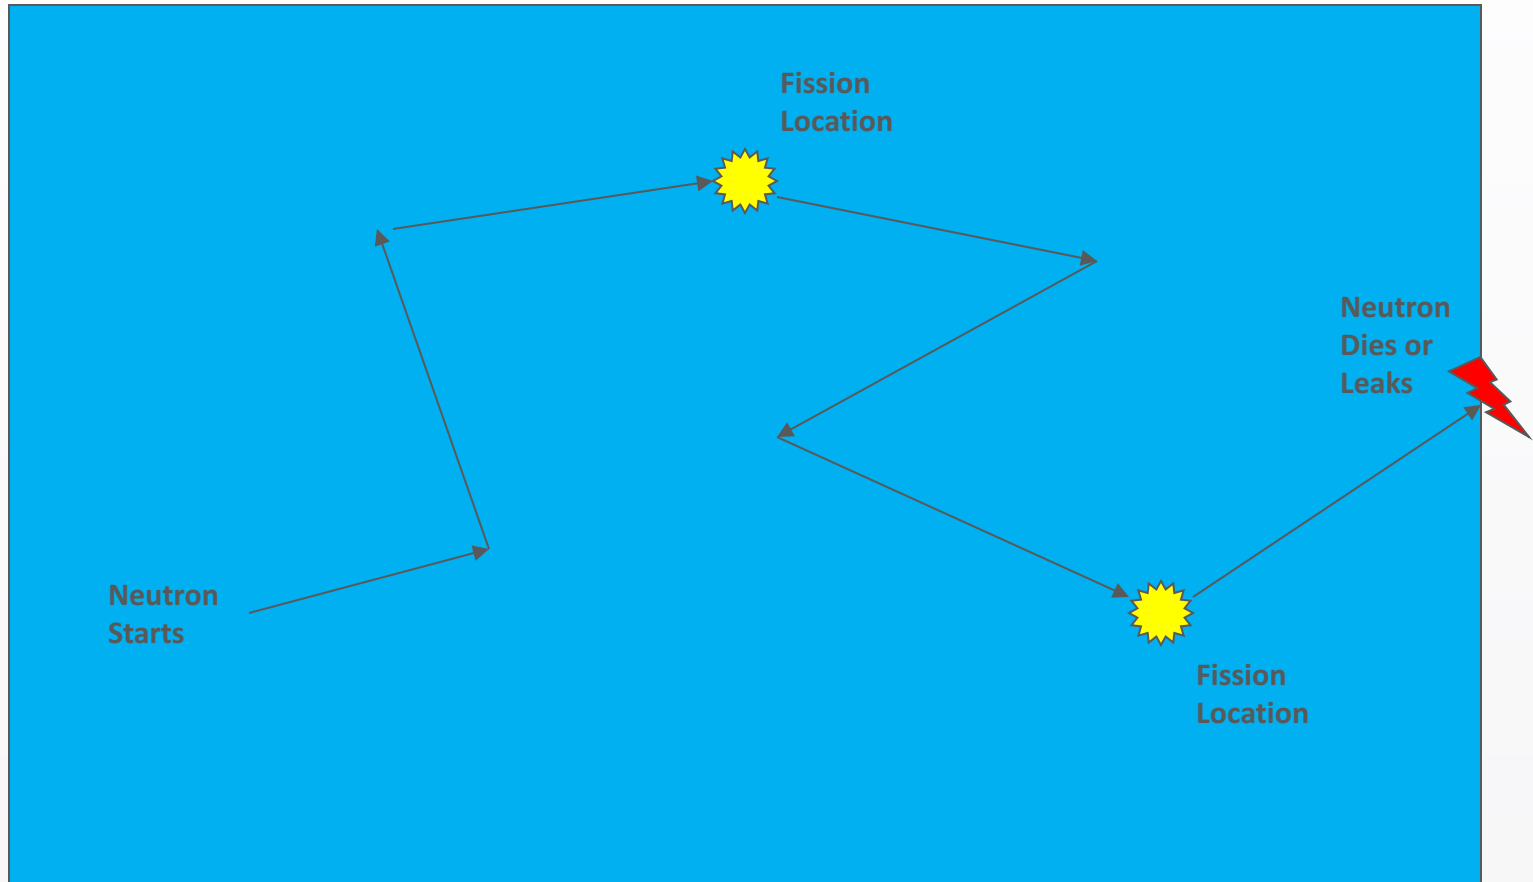 Fission
Location
Neutron
Dies or
Leaks
Neutron
Starts
Fission
Location